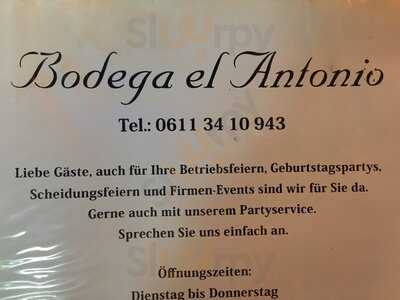 Bodega el Antonio
Tel.: 0611 34 10 943
Liebe Gäste, auch für Ihre Betriebsfeiern, Geburtstagspartys,
Scheidungsfeiern und Firmen-Events sind wir für Sie da.
Gerne auch mit unserem Partyservice.
Sprechen Sie uns einfach an.
Öffnungszeiten:
Dienstag bis Donnerstag